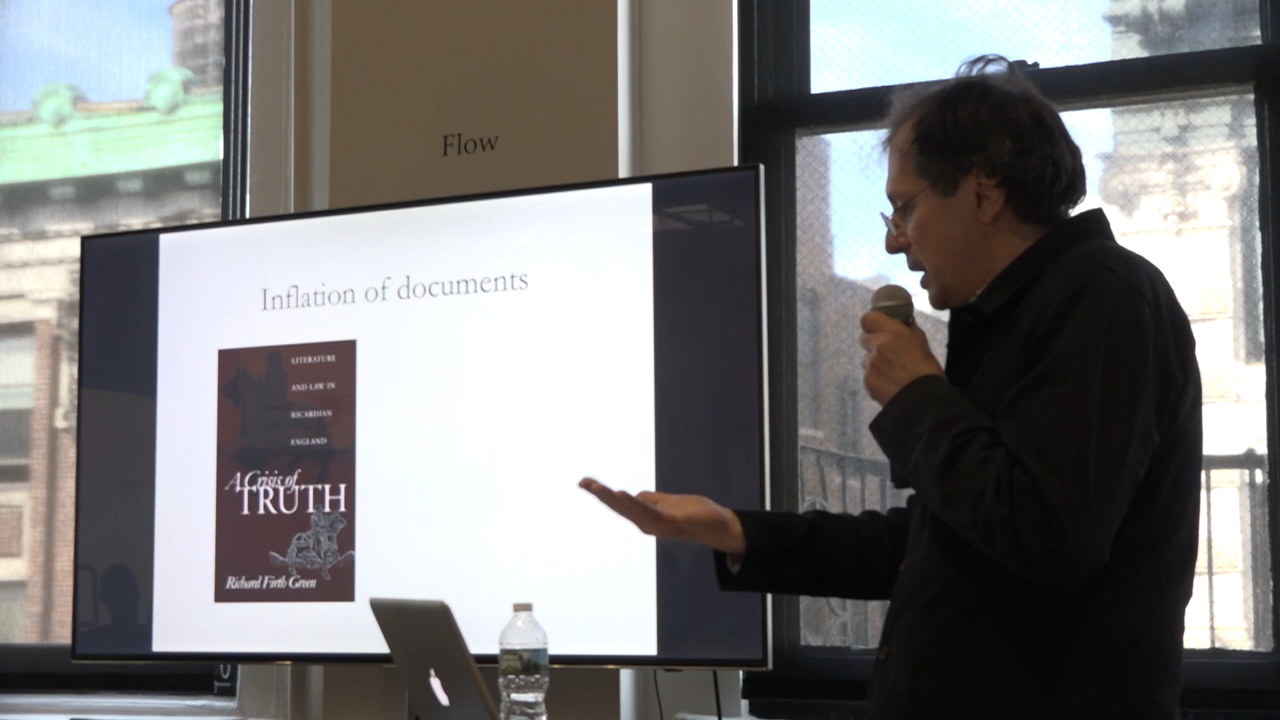 Flow
Inflation of documents
LITERATURE
AND LAW IN
RICARDIAN
ENGLAND
A Crisis of
TRUTH
Richard Firth Green